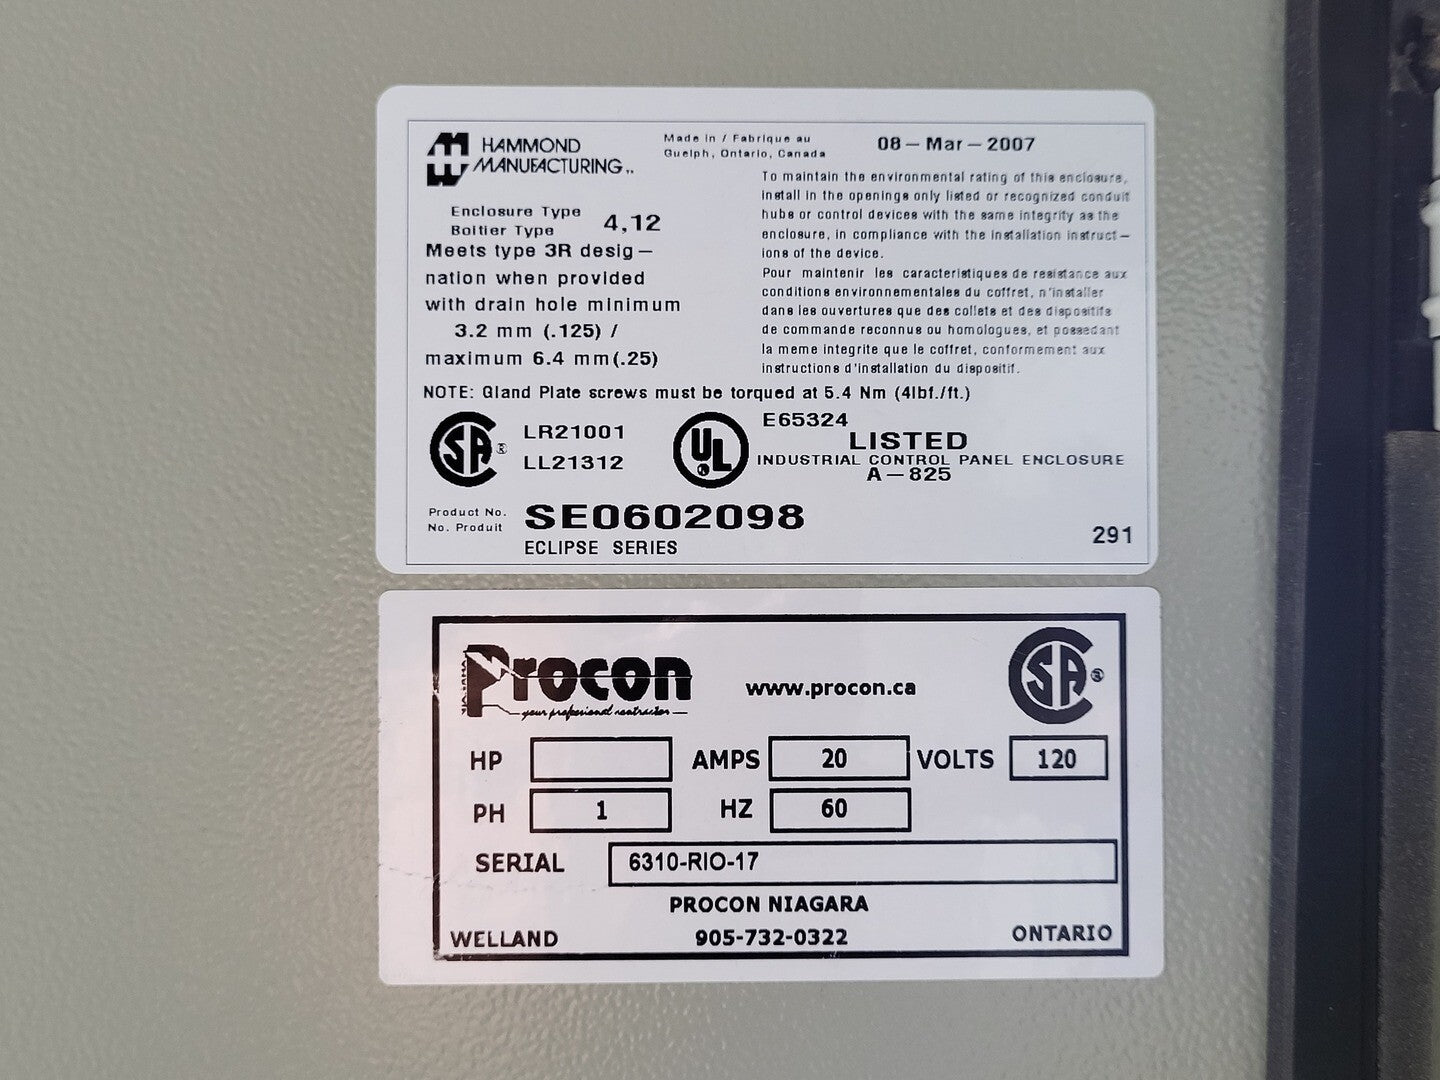 HAMMOND
MANUFACTURING™
Made in / Fabrique au
Guelph, Ontario, Canada
08-Mar-2007
Enclosure Type
Boitier Type
4,12
Meets type 3R desig-
nation when provided
with drain hole minimum
3.2 mm (.125) /
maximum 6.4 mm(.25)
To maintain the environmental rating of this enclosure,
install in the openings only listed or recognized conduit
hubs or control devices with the same integrity as the
enclosure, in compliance with the installation instruct-
ions of the device.
Pour maintenir les caracteristiques de resistance aux
conditions environnementales du coffret, n'installer
dans les ouvertures que des collets et des dispositifs
de commande reconnus ou homologues, et possedant
la meme integrite que le coffret, conformement aux
instructions d'installation du dispositif.
NOTE: Gland Plate screws must be torqued at 5.4 Nm (4lbf./ft.)
SA®
LR21001
LL21312
UL®
E65324
LISTED
INDUSTRIAL CONTROL PANEL ENCLOSURE
A-825
Product No.
No. Produit
SE0602098
ECLIPSE SERIES
291
Procon
your professional contractor
www.procon.ca
SA®
HP AMPS 20 VOLTS 120
PH 1 HZ 60
SERIAL 6310-RIO-17
PROCON NIAGARA
WELLAND 905-732-0322 ONTARIO